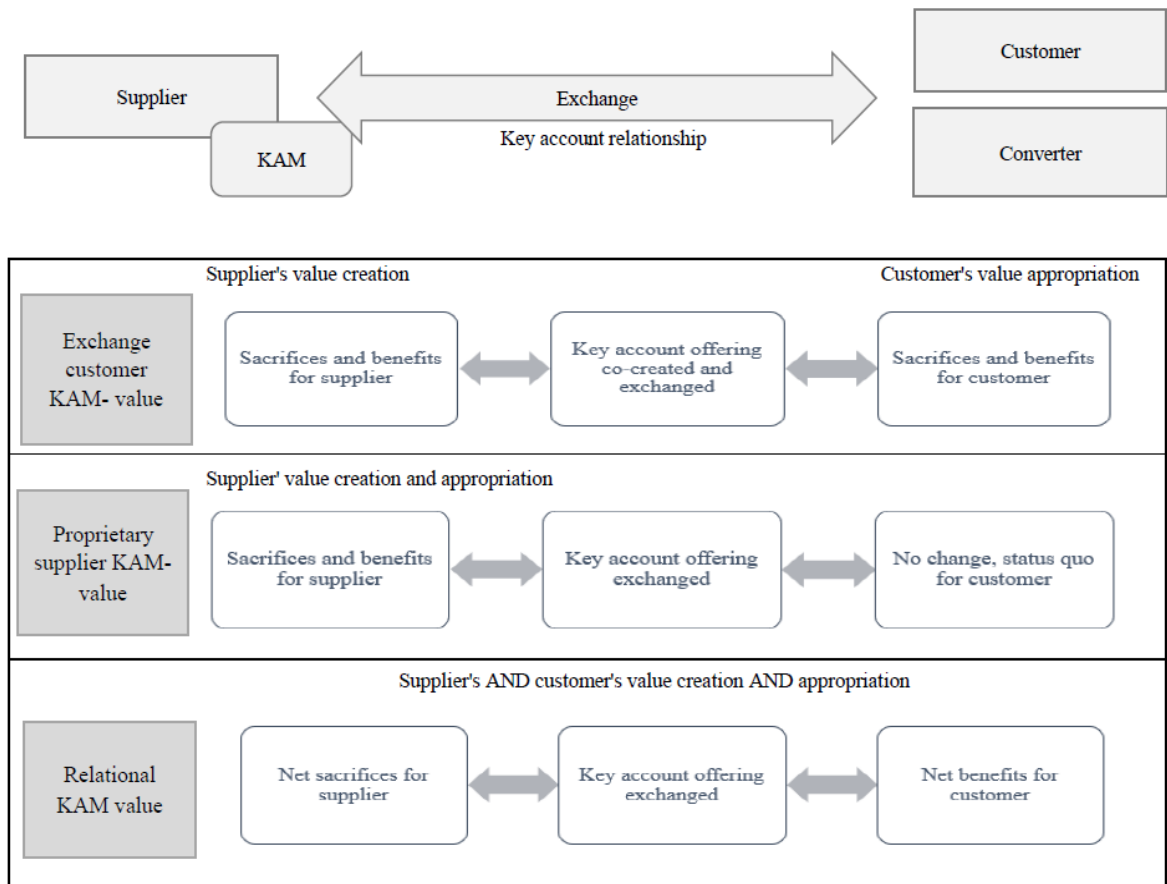 Customer
Supplier
Exchange
Key account relationship
KAM
Converter
Supplier's value creation
Customer's value appropriation
Exchange
customer
KAM- value
Sacrifices and benefits
for supplier
Key account offering
co-created and
exchanged
Sacrifices and benefits
for customer
Supplier' value creation and appropriation
Proprietary
supplier KAM-
value
Sacrifices and benefits
for supplier
Key account offering
exchanged
No change, status quo
for customer
Supplier's AND customer's value creation AND appropriation
Relational
KAM value
Net sacrifices for
supplier
Key account offering
exchanged
Net benefits for
customer